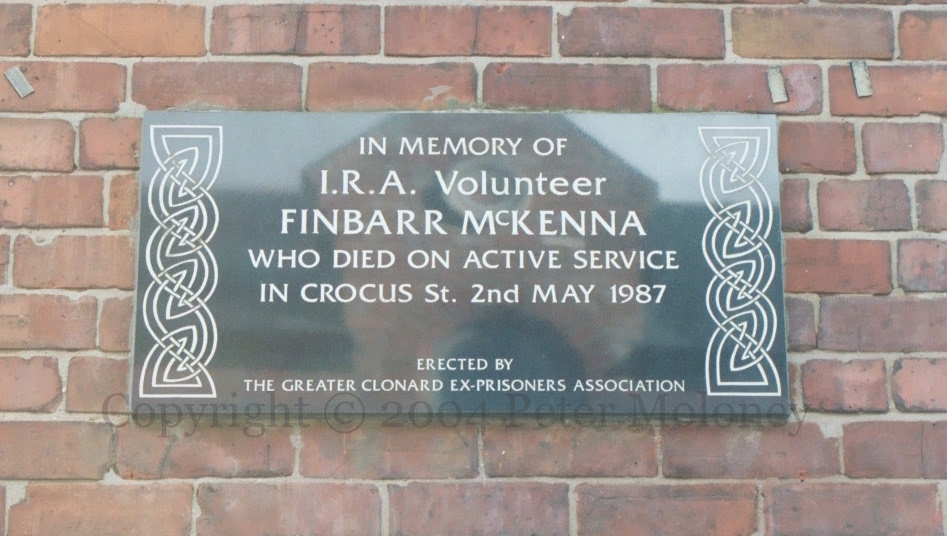 IN MEMORY OF
I.R.A. Volunteer
FINBARR McKENNA
WHO DIED ON ACTIVE SERVICE
IN CROCUS St. 2nd MAY 1987
ERECTED BY
THE GREATER CLONARD EX-PRISONERS ASSOCIATION
Copyright © 2004 Peter Moloney